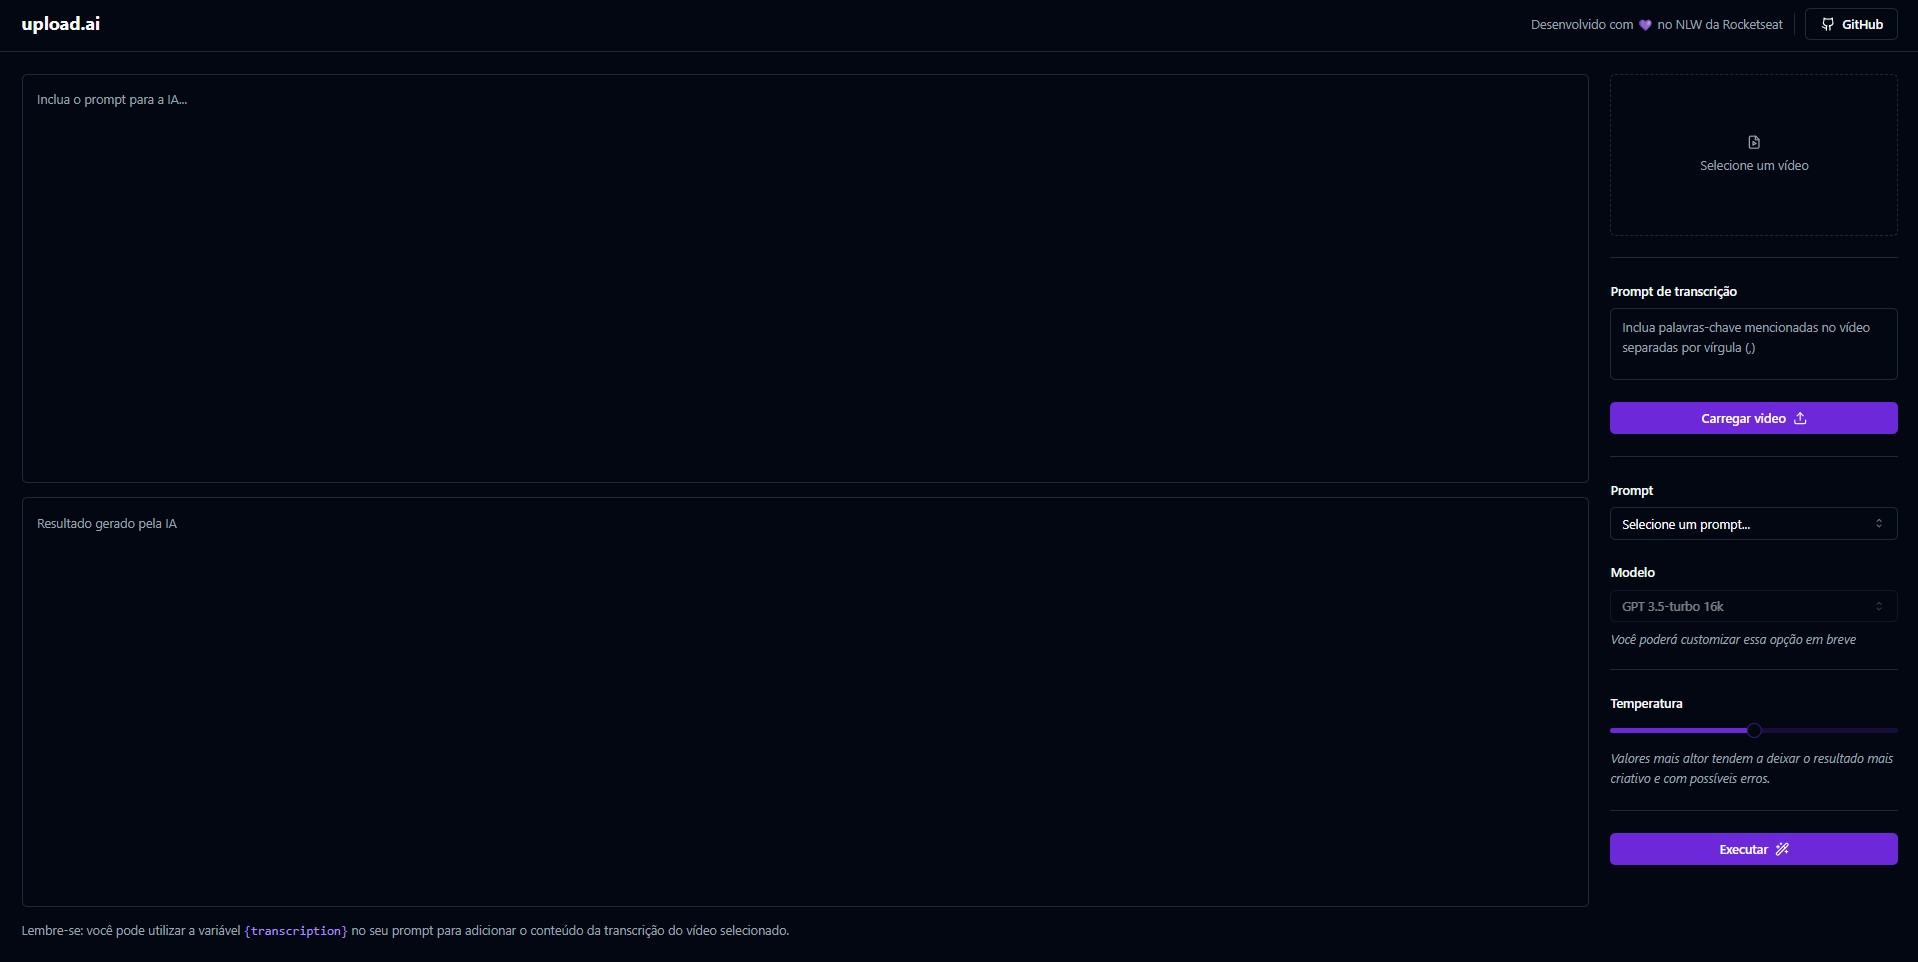 upload.ai
Desenvolvido com 💜 no NLW da Rocketseat
GitHub
Inclua o prompt para a IA...
Resultado gerado pela IA
Lembre-se: você pode utilizar a variável {transcription} no seu prompt para adicionar o conteúdo da transcrição do vídeo selecionado.
Selecione um vídeo
Prompt de transcrição
Inclua palavras-chave mencionadas no vídeo
separadas por vírgula (,)
Carregar video
Prompt
Selecione um prompt...
Modelo
GPT 3.5-turbo 16k
Você poderá customizar essa opção em breve
Temperatura
Valores mais altor tendem a deixar o resultado mais
criativo e com possíveis erros.
Executar